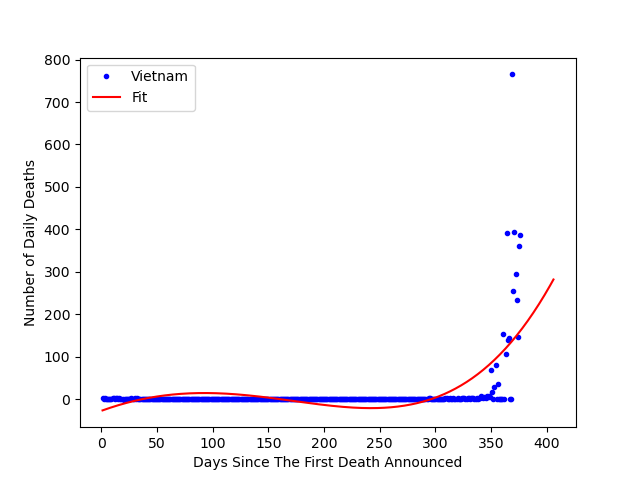 800
700
600
500
400
300
200
100
0
Number of Daily Deaths
Vietnam
Fit
0 50 100 150 200 250 300 350 400
Days Since The First Death Announced